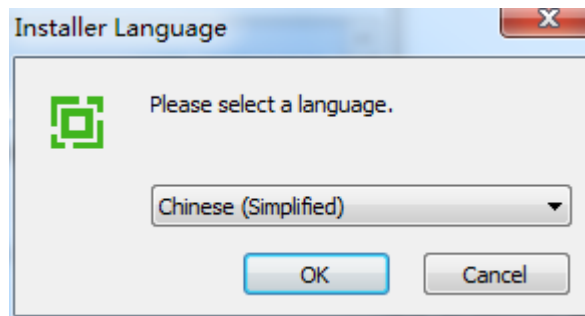 Installer Language
Please select a language.
Chinese (Simplified)
OK
Cancel